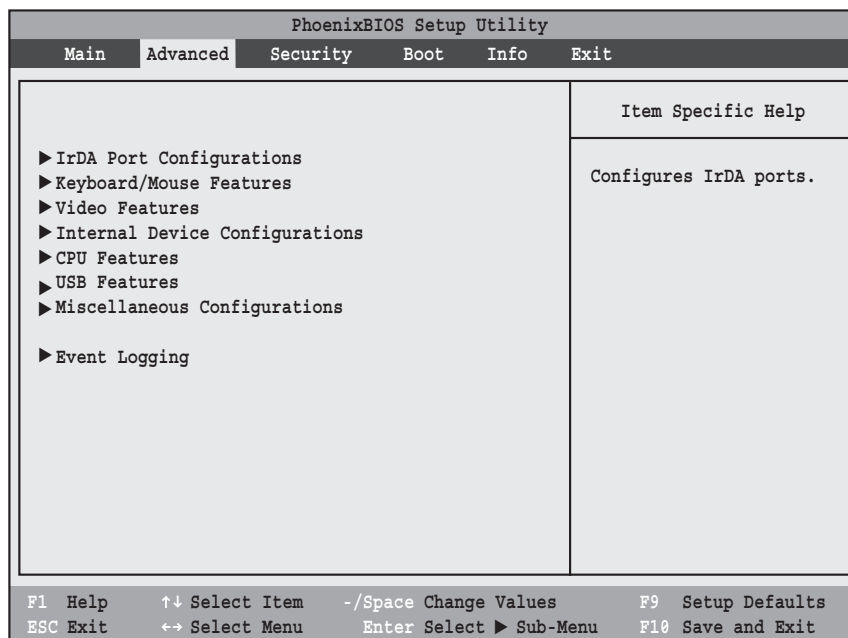 PhoenixBIOS Setup Utility
Main Advanced Security Boot Info Exit
Item Specific Help
Configures IrDA ports.
▶IrDA Port Configurations
▶Keyboard/Mouse Features
▶Video Features
▶Internal Device Configurations
▶CPU Features
▶USB Features
▶Miscellaneous Configurations
▶Event Logging
F1 Help ↑↓ Select Item -/Space Change Values F9 Setup Defaults
ESC Exit ←→ Select Menu Enter Select ▶ Sub-Menu F10 Save and Exit